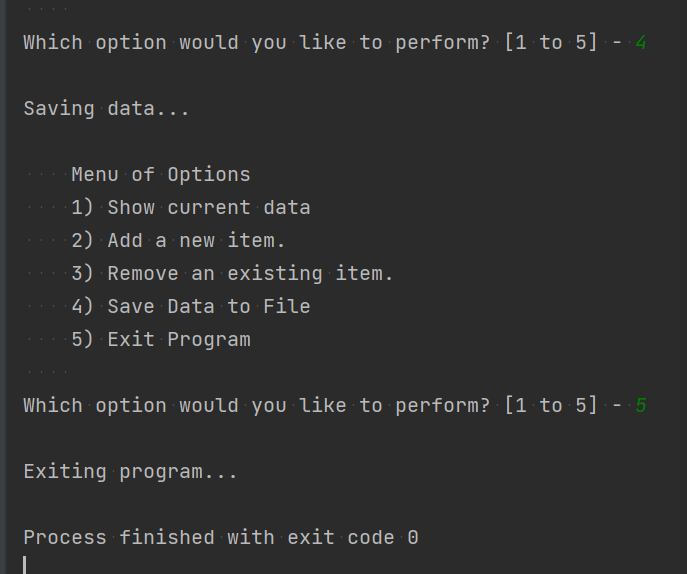 Which option would you like to perform? [1 to 5] - 4
Saving data...
Menu of Options
1) Show current data
2) Add a new item.
3) Remove an existing item.
4) Save Data to File
5) Exit Program
Which option would you like to perform? [1 to 5] - 5
Exiting program...
Process finished with exit code 0